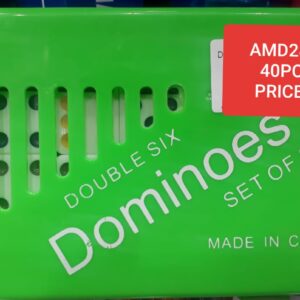 AMD2
40PC
PRICE
DOUBLE SIX
Dominoes
SET OF
MADE IN C